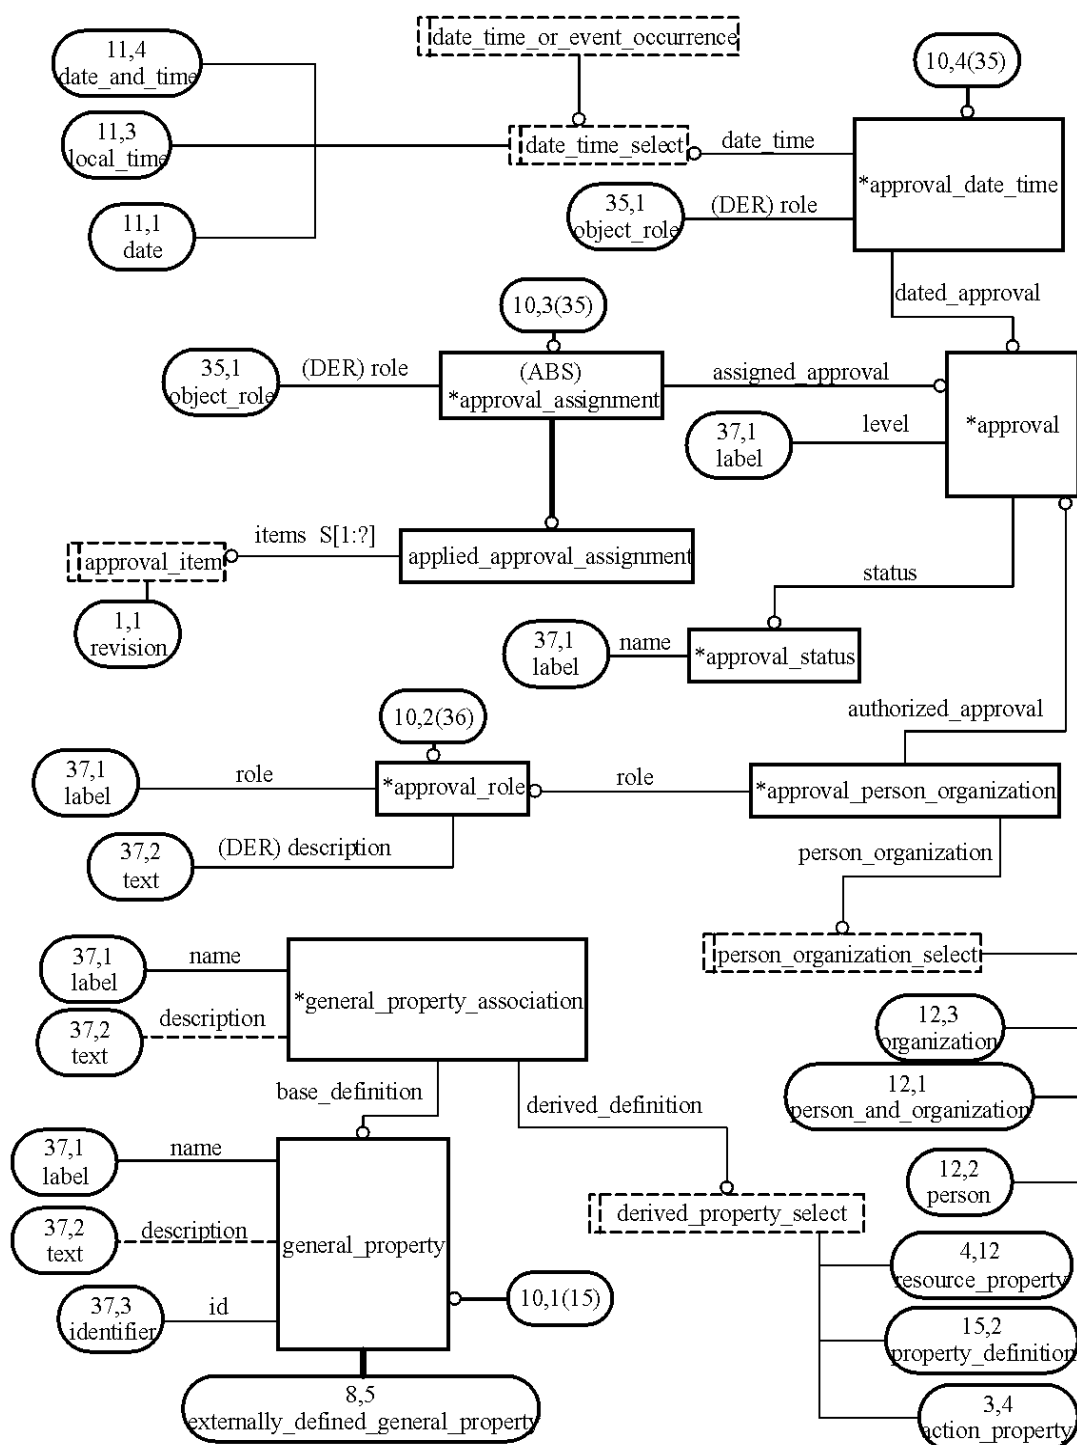 date_time_or_event_occurrence
11,4
date_and_time
10,4(35)
11,3
local_time
date_time_select
date_time
*approval_date_time
35,1
object_role
(DER) role
11,1
date
dated_approval
10,3(35)
35,1
object_role
(DER) role
(ABS)
*approval_assignment
assigned_approval
*approval
37,1
label
level
items S[1:?]
approval_item
applied_approval_assignment
status
1,1
revision
37,1
label
name
*approval_status
authorized_approval
10,2(36)
37,1
label
role
*approval_role
role
*approval_person_organization
37,2
text
(DER) description
person_organization
37,1
label
name
person_organization_select
*general_property_association
37,2
text
description
12,3
organization
base_definition
derived_definition
12,1
person_and_organization
37,1
label
name
12,2
person
derived_property_select
37,2
text
description
general_property
4,12
resource_property
10,1(15)
37,3
identifier
id
15,2
property_definition
8,5
externally_defined_general_property
3,4
action_property